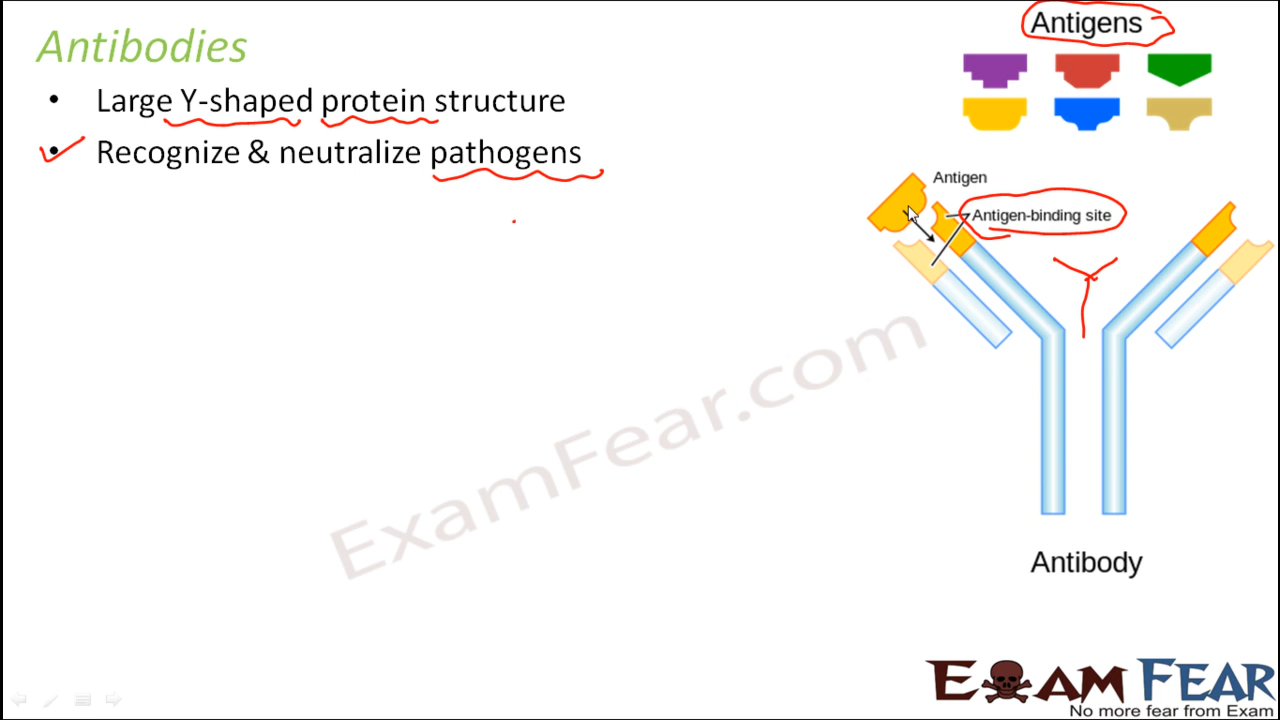 Antibodies
• Large Y-shaped protein structure
• Recognize & neutralize pathogens
Antigens
Antigen
Antigen-binding site
Antibody
ExamFear.com
EXAM FEAR
No more fear from Exam